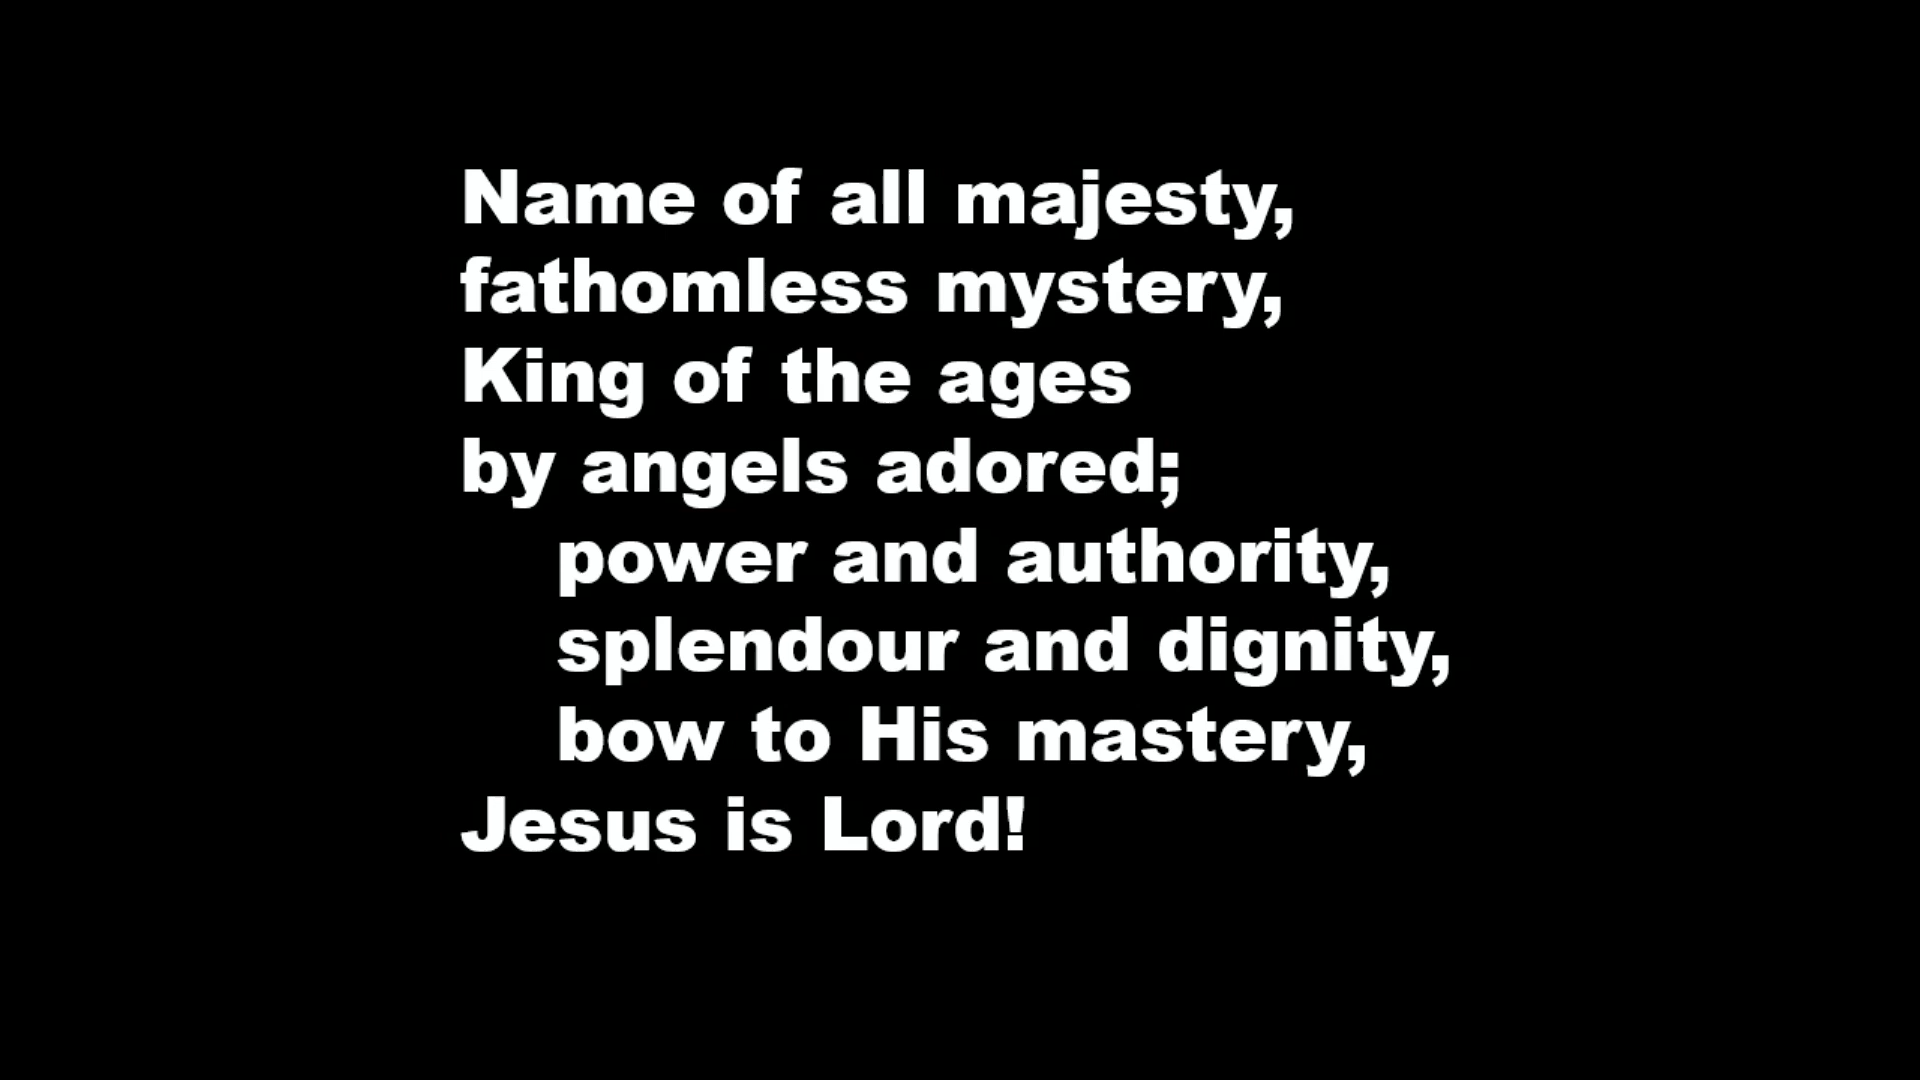 Name of all majesty,
fathomless mystery,
King of the ages
by angels adored;
power and authority,
splendour and dignity,
bow to His mastery,
Jesus is Lord!